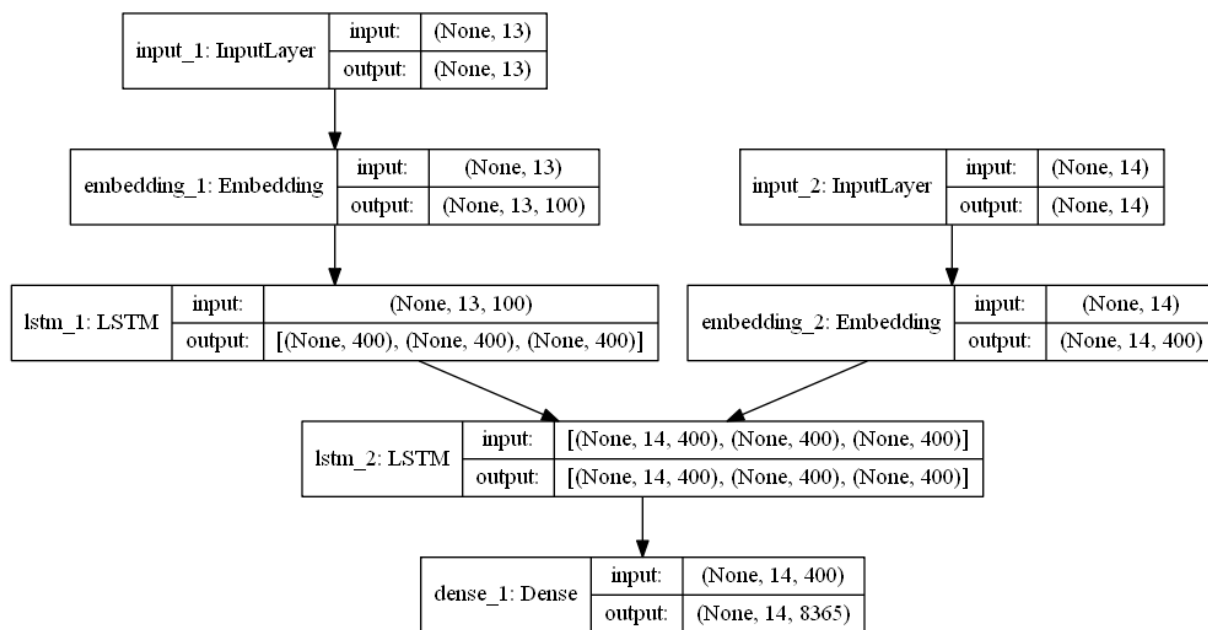 input_1: InputLayer
input: (None, 13)
output: (None, 13)
embedding_1: Embedding
input: (None, 13)
output: (None, 13, 100)
input_2: InputLayer
input: (None, 14)
output: (None, 14)
lstm_1: LSTM
input: (None, 13, 100)
output: [(None, 400), (None, 400), (None, 400)]
embedding_2: Embedding
input: (None, 14)
output: (None, 14, 400)
lstm_2: LSTM
input: [(None, 14, 400), (None, 400), (None, 400)]
output: [(None, 14, 400), (None, 400), (None, 400)]
dense_1: Dense
input: (None, 14, 400)
output: (None, 14, 8365)